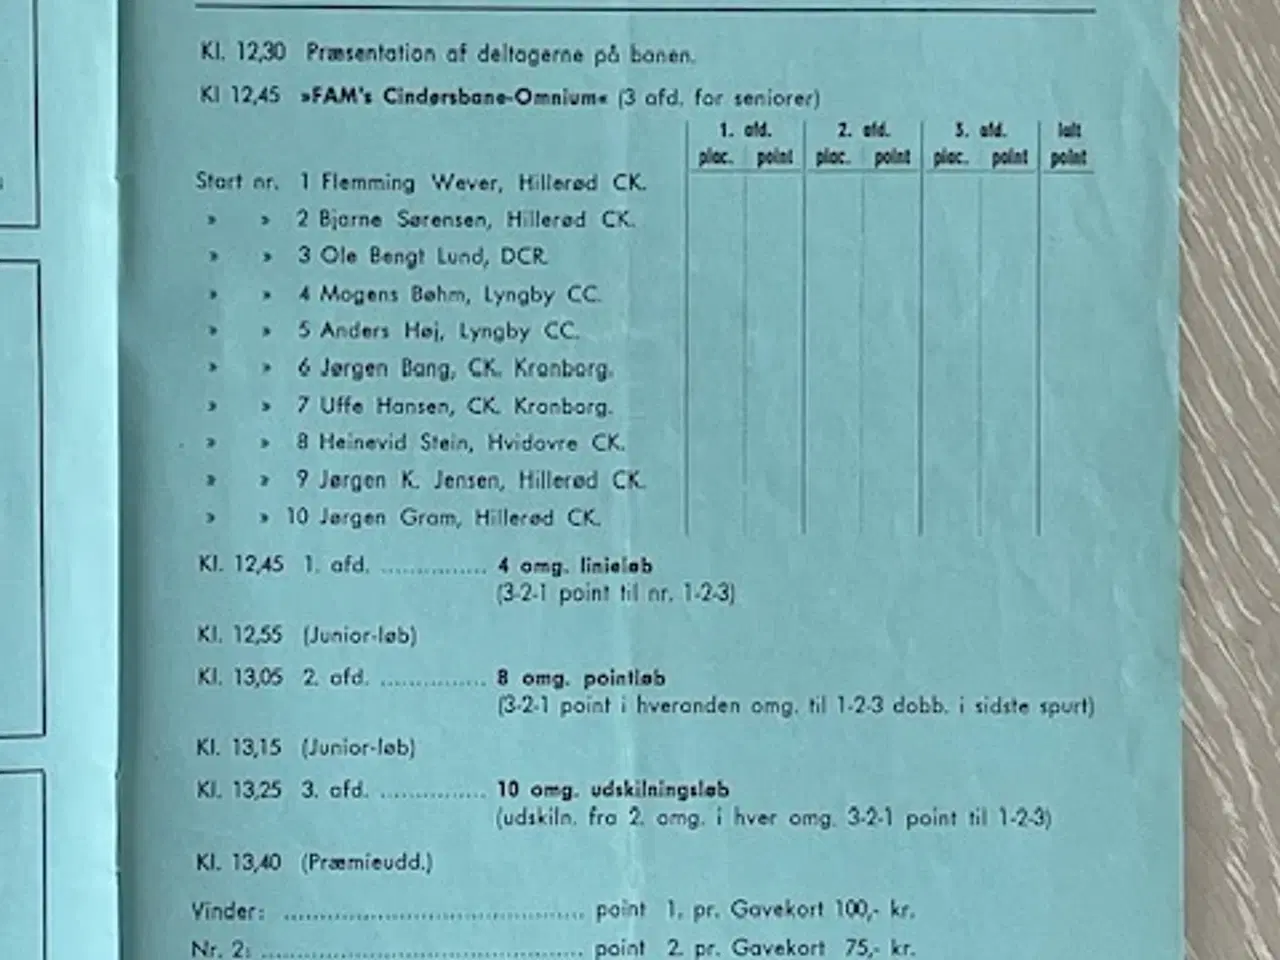 Kl. 12,30 Præsentation af deltagerne på banen.
Kl 12,45 »FAM's Cindersbane-Omnium« (3 afd. for seniorer)
1. afd. 2. afd. 3. afd. Ialt
plac. point plac. point plac. point point
Start nr. 1 Flemming Wever, Hillerød CK.
» » 2 Bjarne Sørensen, Hillerød CK.
» » 3 Ole Bengt Lund, DCR.
» » 4 Mogens Bøhm, Lyngby CC.
» » 5 Anders Høj, Lyngby CC.
» » 6 Jørgen Bang, CK. Kronborg.
» » 7 Uffe Hansen, CK. Kronborg.
» » 8 Heinevid Stein, Hvidovre CK.
» » 9 Jørgen K. Jensen, Hillerød CK.
» » 10 Jørgen Gram, Hillerød CK.
Kl. 12,45 1. afd. ............... 4 omg. linieløb
(3-2-1 point til nr. 1-2-3)
Kl. 12,55 (Junior-løb)
Kl. 13,05 2. afd. ............... 8 omg. pointløb
(3-2-1 point i hveranden omg. til 1-2-3 dobb. i sidste spurt)
Kl. 13,15 (Junior-løb)
Kl. 13,25 3. afd. ............... 10 omg. udskilningsløb
(udskiln. fra 2. omg. i hver omg. 3-2-1 point til 1-2-3)
Kl. 13,40 (Præmieudd.)
Vinder: ........................................... point 1. pr. Gavekort 100,- kr.
Nr. 2: .............................................. point 2. pr. Gavekort 75,- kr.